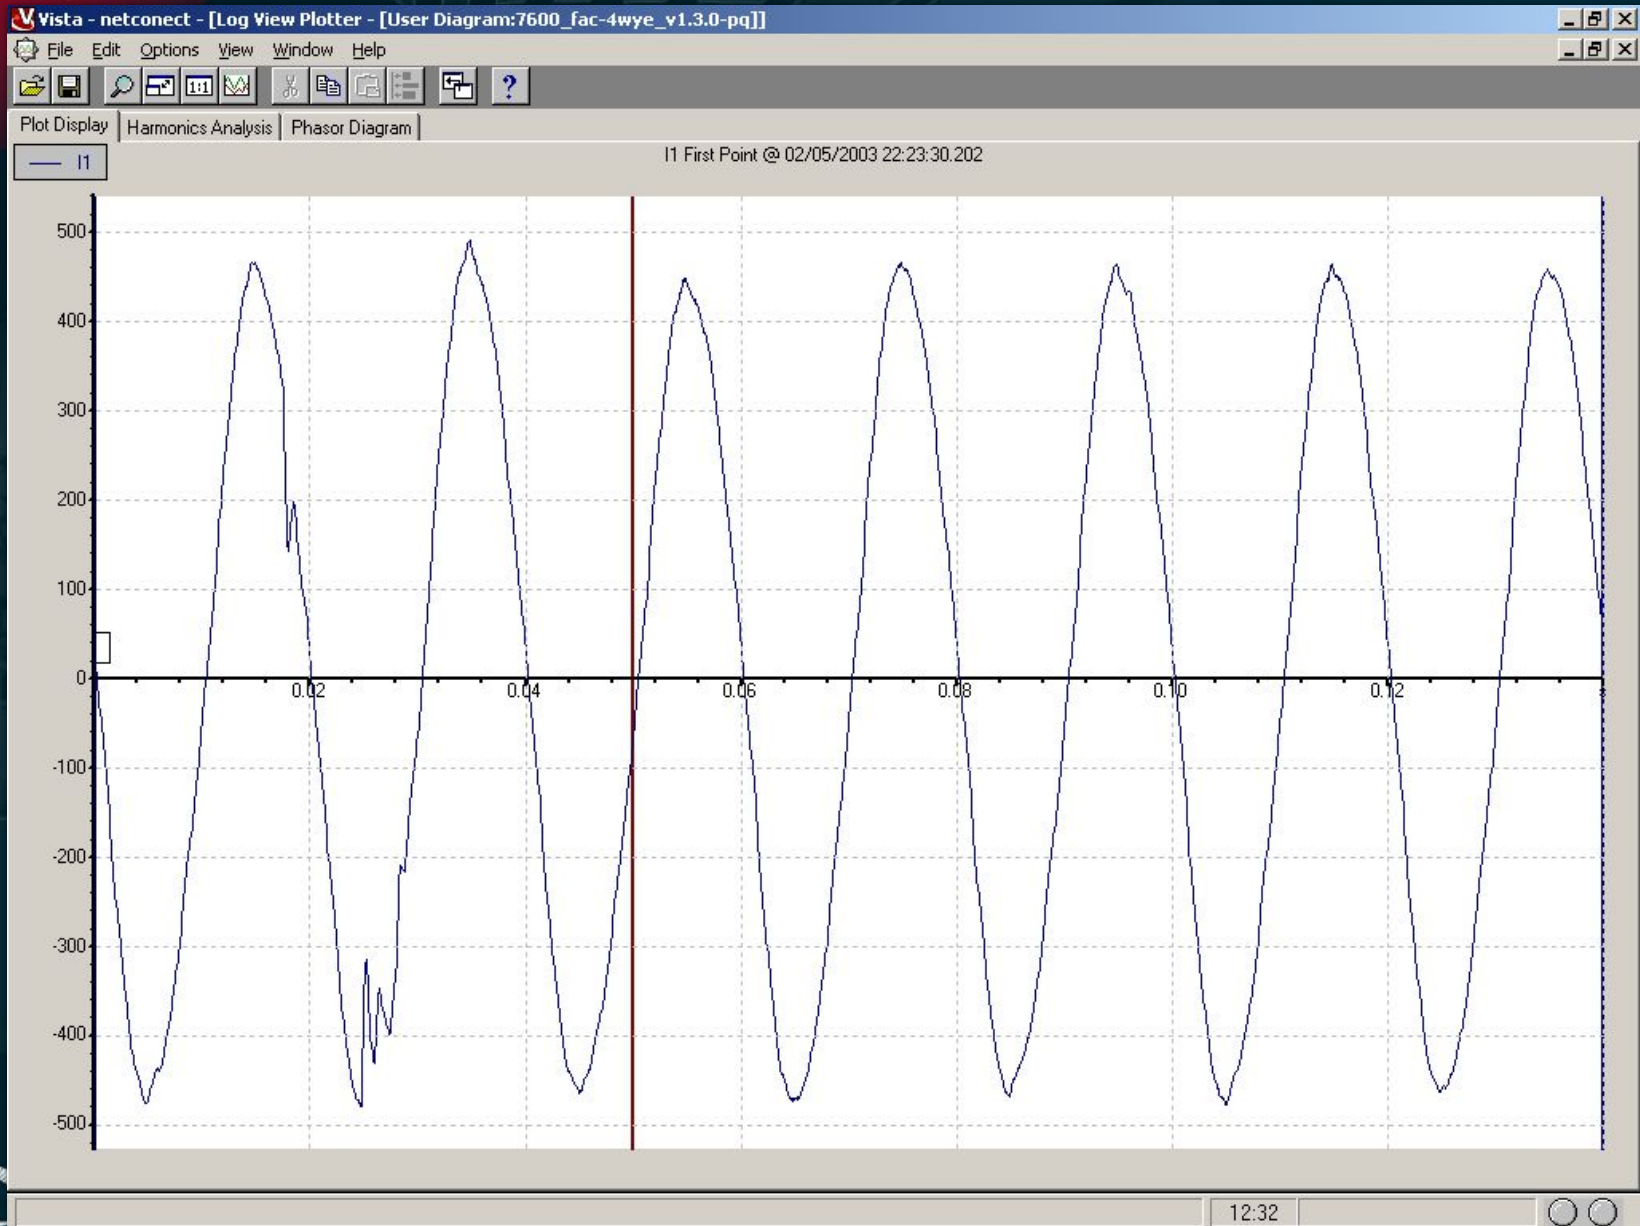 Vista - netconect - [Log View Plotter - [User Diagram:7600_fac-4wye_v1.3.0-pq]]
File Edit Options View Window Help
1:1 ?
Plot Display Harmonics Analysis Phasor Diagram
I1
I1 First Point @ 02/05/2003 22:23:30.202
500
400
300
200
100
0
-100
-200
-300
-400
-500
0.02 0.04 0.06 0.08 0.10 0.12 s
12:32